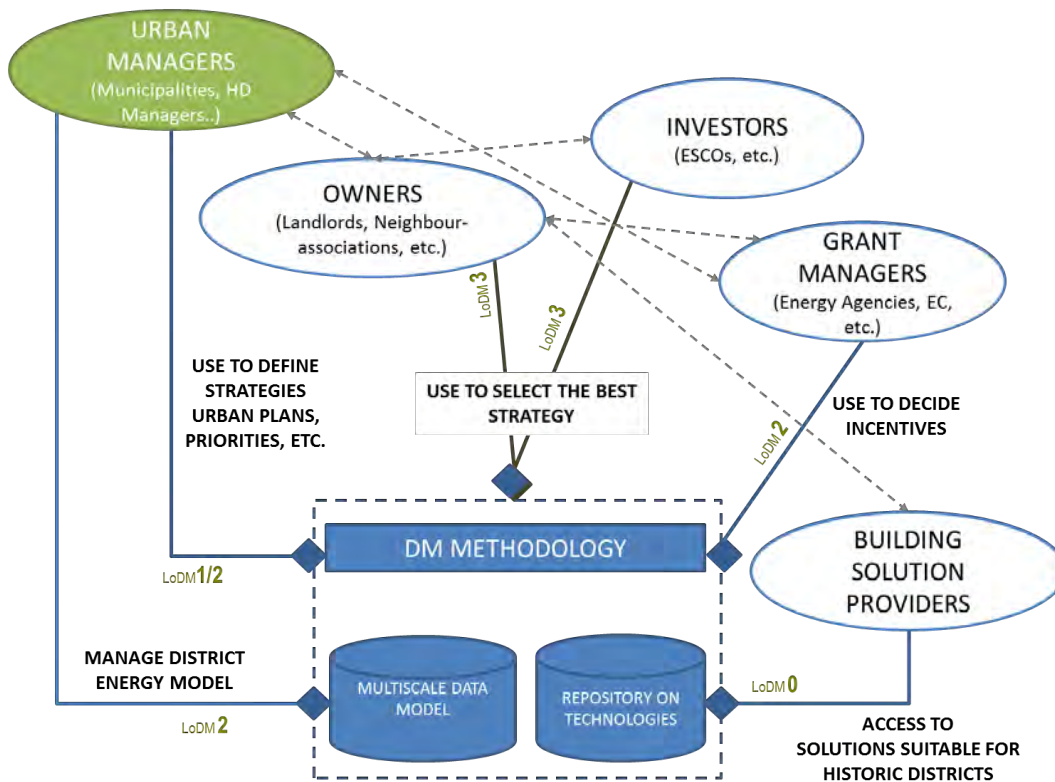 URBAN
MANAGERS
(Municipalities, HD
Managers..)
INVESTORS
(ESCOs, etc.)
OWNERS
(Landlords, Neighbour-
associations, etc.)
GRANT
MANAGERS
(Energy Agencies, EC,
etc.)
LoDM 3
LoDM 3
USE TO DEFINE
STRATEGIES
URBAN PLANS,
PRIORITIES, ETC.
USE TO SELECT THE BEST
STRATEGY
USE TO DECIDE
INCENTIVES
LoDM 2
DM METHODOLOGY
LoDM 1/2
BUILDING
SOLUTION
PROVIDERS
MANAGE DISTRICT
ENERGY MODEL
LoDM 2
MULTISCALE DATA
MODEL
REPOSITORY ON
TECHNOLOGIES
LoDM 0
ACCESS TO
SOLUTIONS SUITABLE FOR
HISTORIC DISTRICTS